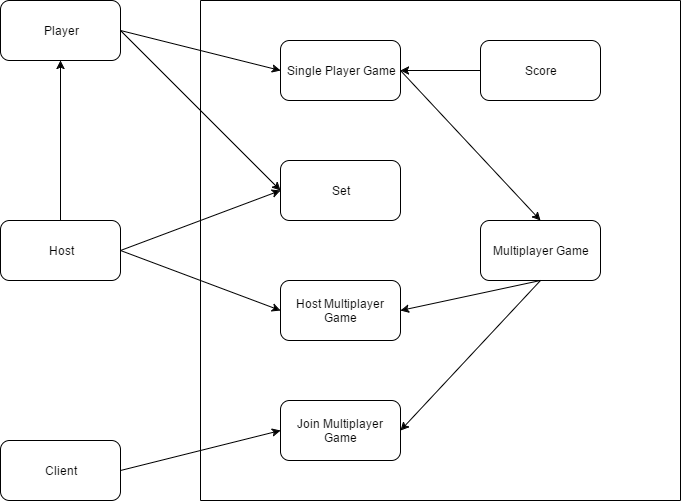 Player
Single Player Game
Score
Set
Host
Multiplayer Game
Host Multiplayer
Game
Join Multiplayer
Game
Client